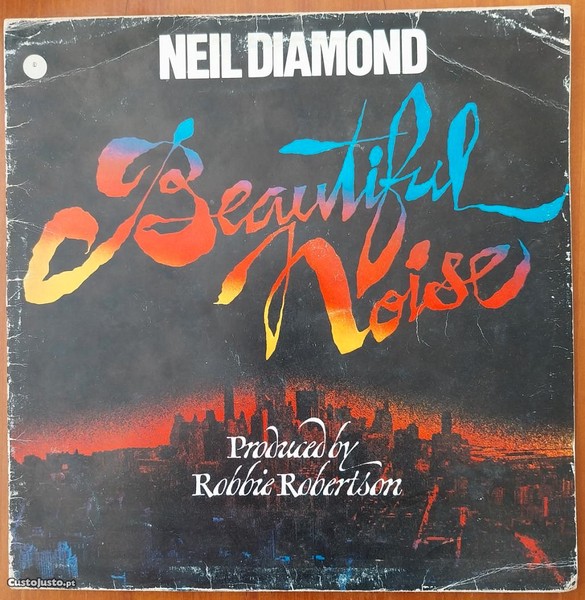 NEIL DIAMOND
Beautiful
Noise
Produced by
Robbie Robertson
CustoJusto.pt